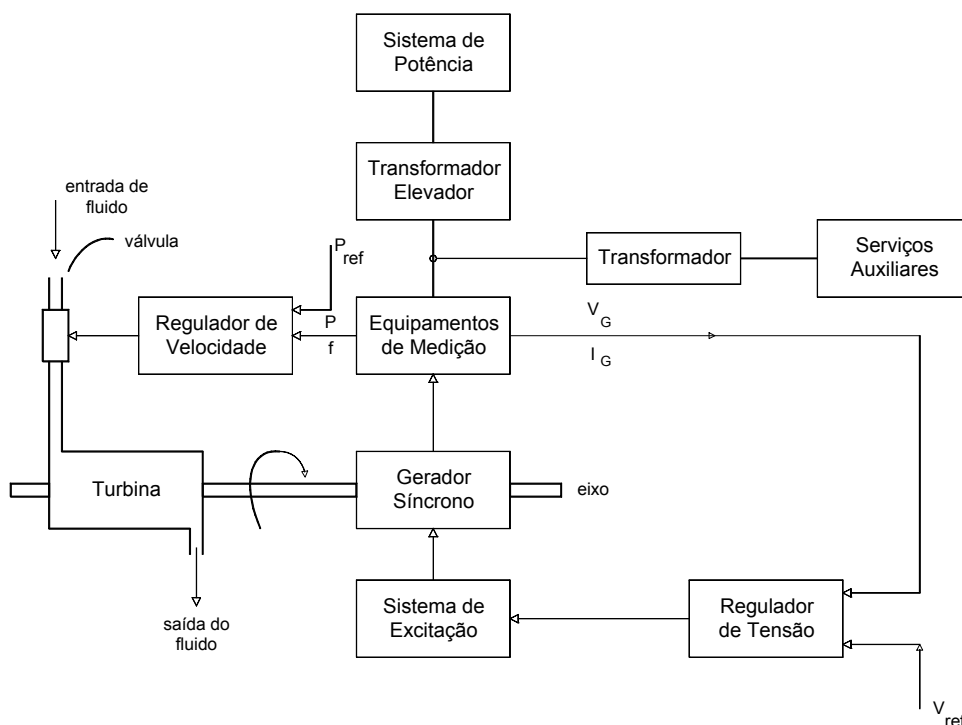 Sistema de
Potência
Transformador
Elevador
entrada de
fluido
válvula
P ref
Transformador
Serviços
Auxiliares
Regulador de
Velocidade
P
f
Equipamentos
de Medição
V G
I G
Turbina
Gerador
Síncrono
eixo
saída do
fluido
Sistema de
Excitação
Regulador
de Tensão
V ref